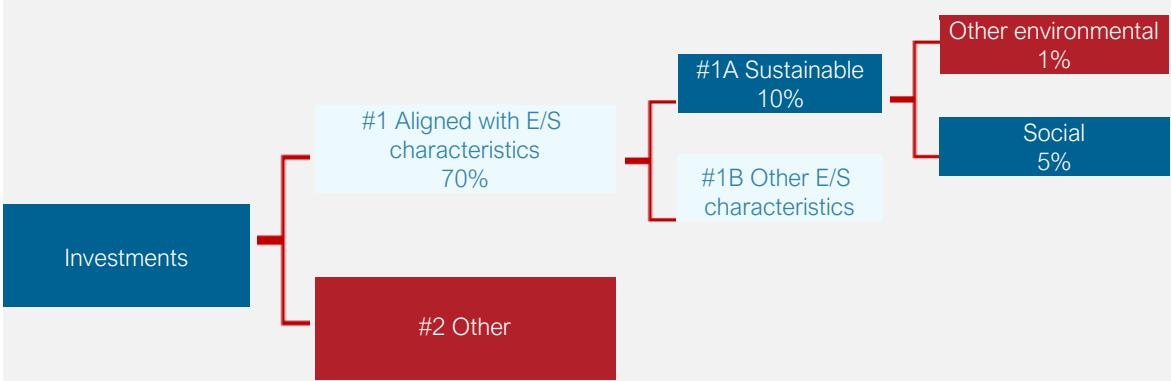 Investments
#1 Aligned with E/S
characteristics
70%
#2 Other
#1A Sustainable
10%
#1B Other E/S
characteristics
Other environmental
1%
Social
5%